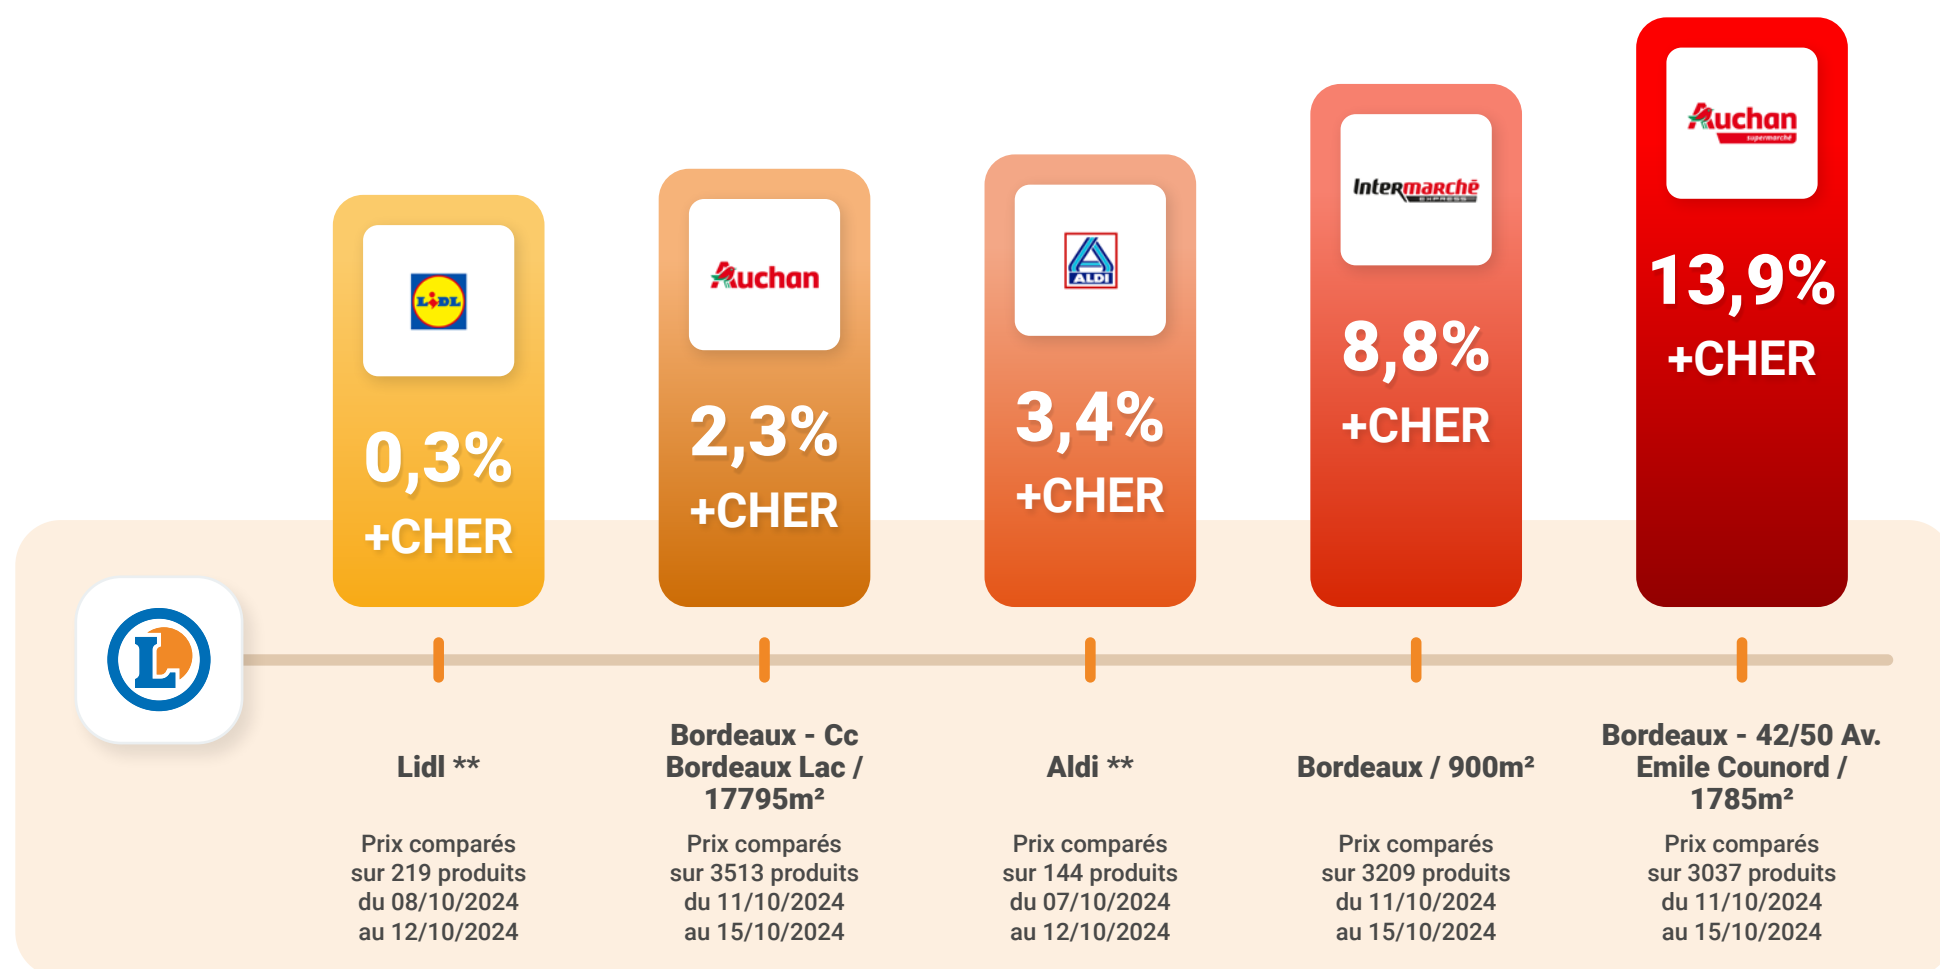 LIDL
0,3%
+CHER
Auchan
2,3%
+CHER
ALDI
3,4%
+CHER
Intermarché
EXPRESS
8,8%
+CHER
Auchan
supermarché
13,9%
+CHER
L
Lidl **
Prix comparés
sur 219 produits
du 08/10/2024
au 12/10/2024
Bordeaux - Cc
Bordeaux Lac /
17795m²
Prix comparés
sur 3513 produits
du 11/10/2024
au 15/10/2024
Aldi **
Prix comparés
sur 144 produits
du 07/10/2024
au 12/10/2024
Bordeaux / 900m²
Prix comparés
sur 3209 produits
du 11/10/2024
au 15/10/2024
Bordeaux - 42/50 Av.
Emile Counord /
1785m²
Prix comparés
sur 3037 produits
du 11/10/2024
au 15/10/2024